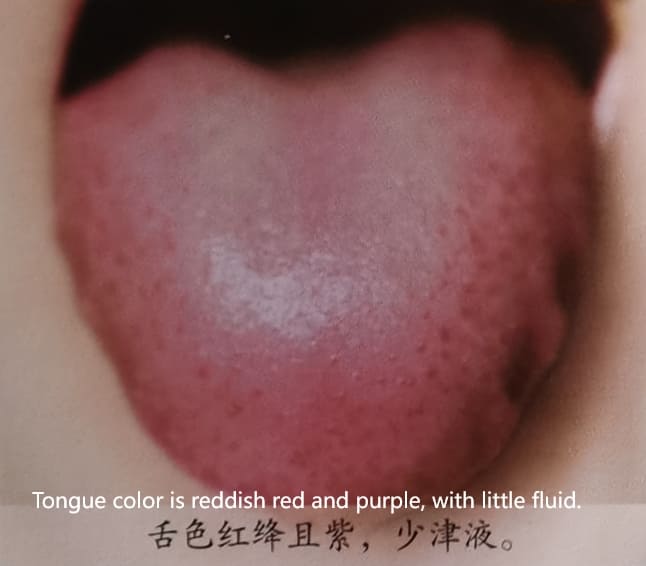 Tongue color is reddish red and purple, with little fluid.
舌色红绛且紫，少津液。